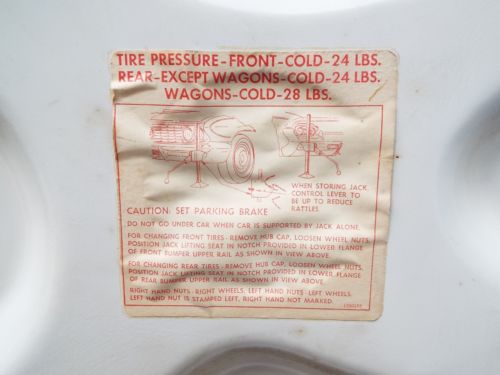 TIRE PRESSURE-FRONT-COLD-24 LBS.
REAR-EXCEPT WAGONS-COLD-24 LBS.
WAGONS-COLD-28 LBS.
WHEN STORING JACK
CONTROL LEVER TO
BE UP TO REDUCE
RATTLES
CAUTION: SET PARKING BRAKE
DO NOT GO UNDER CAR WHEN CAR IS SUPPORTED BY JACK ALONE.
FOR CHANGING FRONT TIRES - REMOVE HUB CAP, LOOSEN WHEEL NUTS.
POSITION JACK LIFTING SEAT IN NOTCH PROVIDED IN LOWER FLANGE
OF FRONT BUMPER UPPER RAIL AS SHOWN IN VIEW ABOVE.
FOR CHANGING REAR TIRES - REMOVE HUB CAP, LOOSEN WHEEL NUTS.
POSITION JACK LIFTING SEAT IN NOTCH PROVIDED IN LOWER FLANGE
OF REAR BUMPER UPPER RAIL AS SHOWN IN VIEW ABOVE.
RIGHT HAND NUTS - RIGHT WHEELS, LEFT HAND NUTS - LEFT WHEELS.
LEFT HAND NUT IS STAMPED LEFT, RIGHT HAND NOT MARKED.